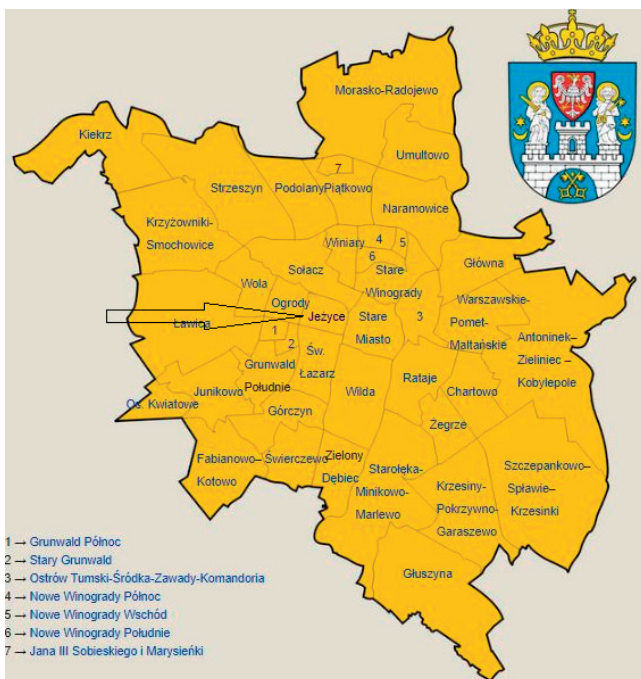 Morasko-Radojewo
Kiekrz
Umultowo
7
Strzeszyn
Podolany
Piątkowo
Naramowice
Krzyżowniki-
Smochowice
Winiary
4
5
6
Główna
Sołacz
Stare
Winogrady
Wola
Ogrody
Warszawskie-
Pomet-
Maltańskie
Ławica
Jeżyce
Stare
Miasto
3
Antoninek–
Zieliniec –
Kobylepole
1
2
Św.
Łazarz
Grunwald
Południe
Junikowo
Os. Kwiatowe
Wilda
Rataje
Chartowo
Górczyn
Żegrze
Fabianowo–
Kotowo
Świerczewo
Zielony
Dębiec
Starołęka-
Minikowo-
Marlewo
Krzesiny-
Pokrzywno-
Garaszewo
Szczepankowo–
Spławie–
Krzesinki
Głuszyna
1 → Grunwald Północ
2 → Stary Grunwald
3 → Ostrów Tumski-Śródka-Zawady-Komandoria
4 → Nowe Winogrady Północ
5 → Nowe Winogrady Wschód
6 → Nowe Winogrady Południe
7 → Jana III Sobieskiego i Marysieńki